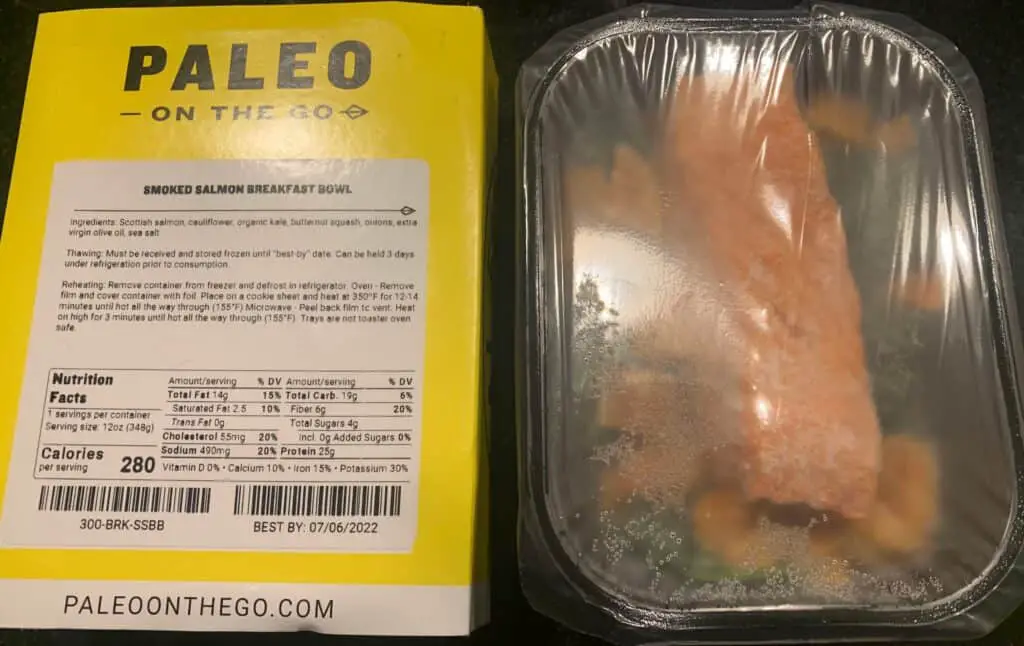 PALEO
ON THE GO
SMOKED SALMON BREAKFAST BOWL
Ingredients: Scottish salmon, cauliflower, organic kale, butternut squash, onions, extra
virgin olive oil, sea salt
Thawing: Must be received and stored frozen until "best-by" date. Can be held 3 days
under refrigeration prior to consumption.
Reheating: Remove container from freezer and defrost in refrigerator. Oven - Remove
film and cover container with foil. Place on a cookie sheet and heat at 350°F for 12-14
minutes until hot all the way through (155°F) Microwave - Peel back film to vent. Heat
on high for 3 minutes until hot all the way through (155°F). Trays are not toaster oven
safe.
Nutrition
Facts
1 servings per container
Serving size: 12oz (348g)
Calories
per serving 280
Amount/serving % DV Amount/serving % DV
Total Fat 14g 15% Total Carb. 19g 6%
Saturated Fat 2.5 10% Fiber 6g 20%
Trans Fat 0g Total Sugars 4g
Cholesterol 55mg 20% Incl. 0g Added Sugars 0%
Sodium 490mg 20% Protein 25g
Vitamin D 0% • Calcium 10% • Iron 15% • Potassium 30%
300-BRK-SSBB BEST BY: 07/06/2022
PALEOONTHEGO.COM